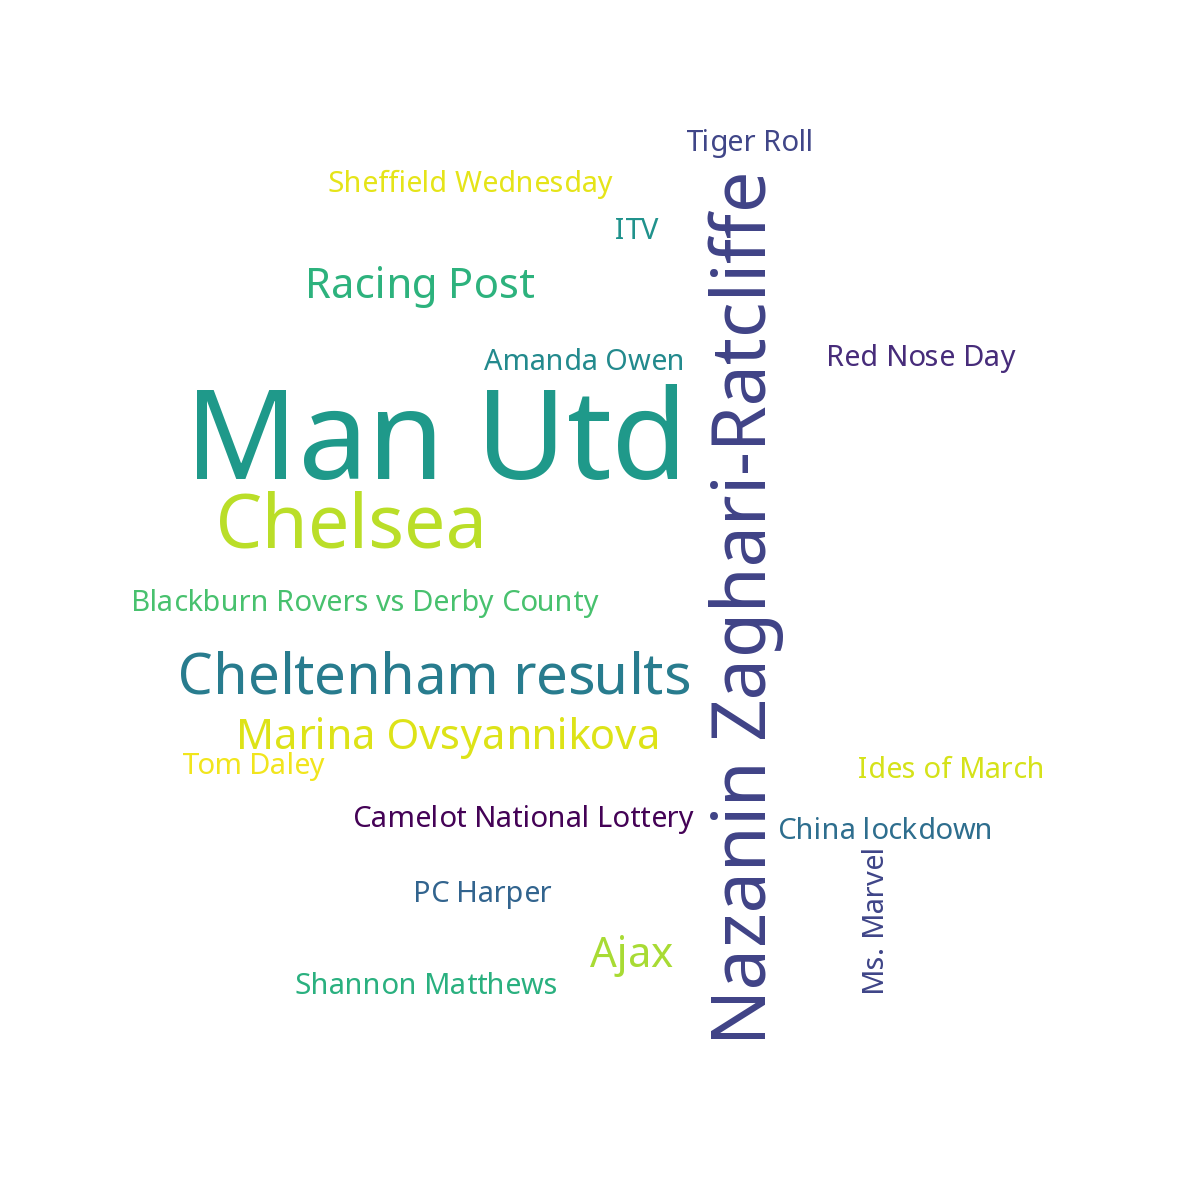 Tiger Roll
Sheffield Wednesday
ITV
Racing Post
Amanda Owen
Red Nose Day
Man Utd
Nazanin Zaghari-Ratcliffe
Chelsea
Blackburn Rovers vs Derby County
Cheltenham results
Marina Ovsyannikova
Tom Daley
Ides of March
Camelot National Lottery
China lockdown
PC Harper
Ms. Marvel
Ajax
Shannon Matthews